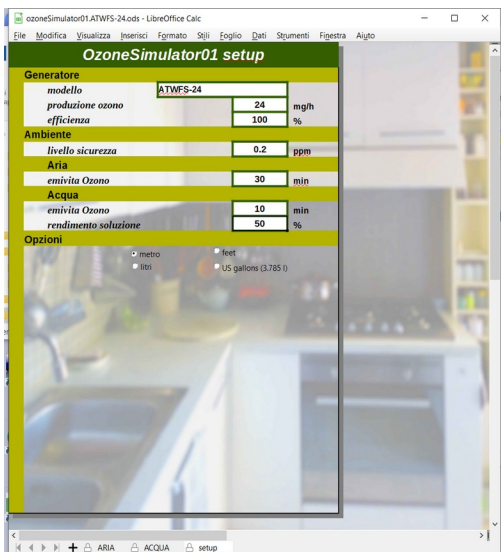 ozoneSimulator01.ATWFS-24.ods - LibreOffice Calc
File Modifica Visualizza Inserisci Formato Stili Foglio Dati Strumenti Finestra Aiuto
OzoneSimulator01 setup
Generatore
modello ATWFS-24
produzione ozono 24 mg/h
efficienza 100 %
Ambiente
livello sicurezza 0.2 ppm
Aria
emivita Ozono 30 min
Acqua
emivita Ozono 10 min
rendimento soluzione 50 %
Opzioni
metro feet
litri US gallons (3.785 l)
ARIA ACQUA setup